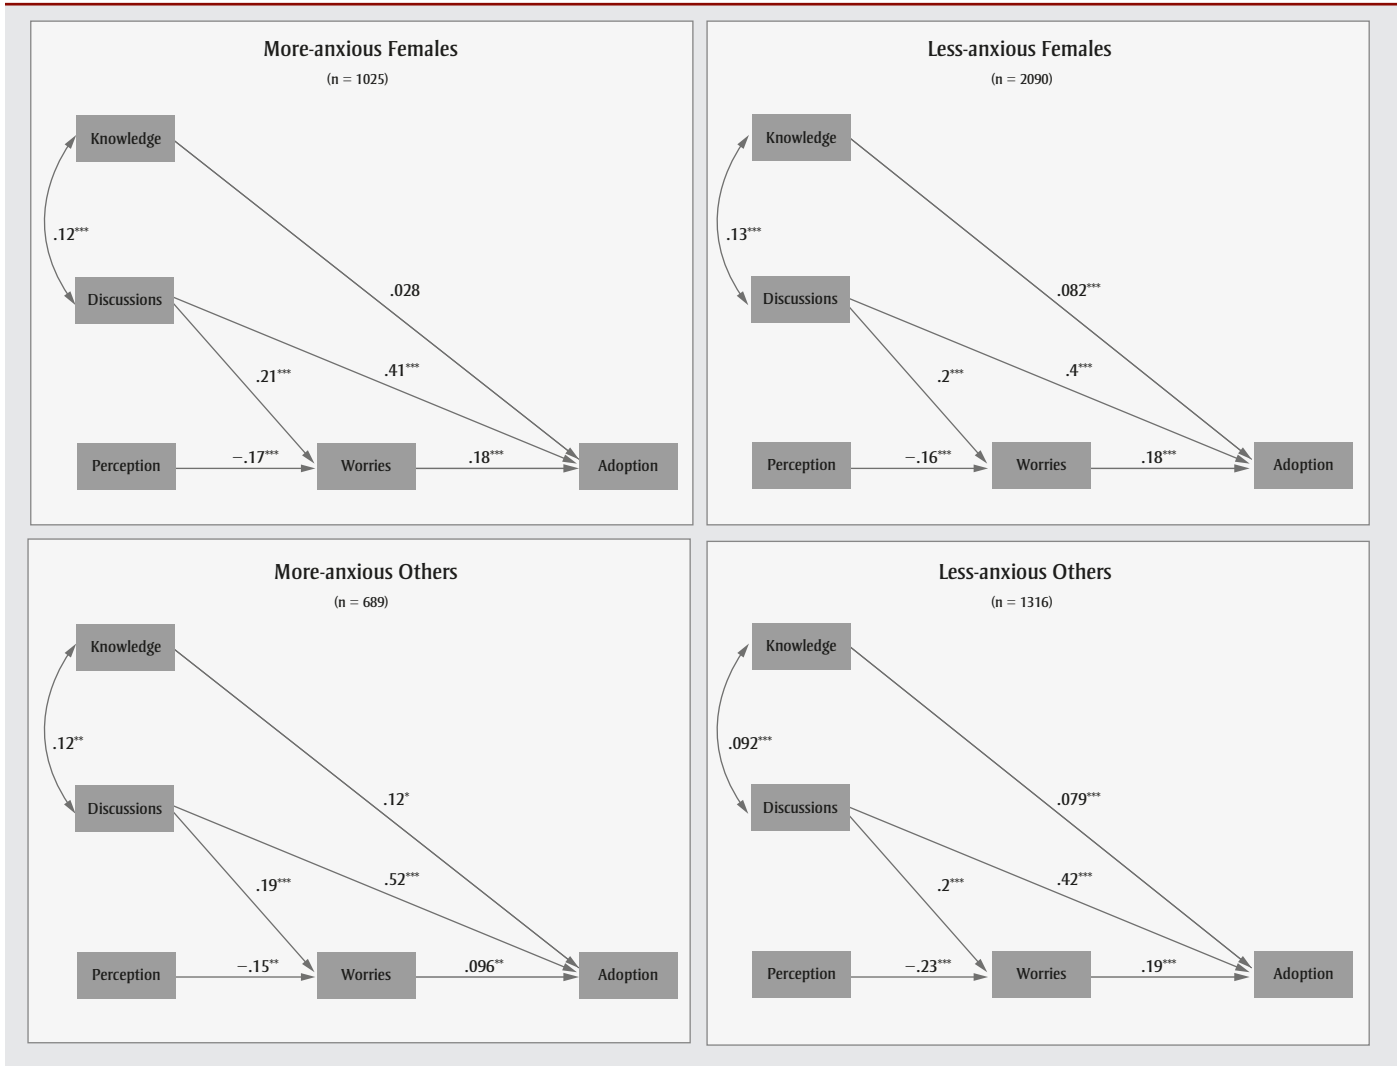 More-anxious Females
(n = 1025)
Knowledge
.12***
Discussions
.028
.41***
.21***
Perception
−.17***
Worries
.18***
Adoption
Less-anxious Females
(n = 2090)
Knowledge
.13***
Discussions
.082***
.4***
.2***
Perception
−.16***
Worries
.18***
Adoption
More-anxious Others
(n = 689)
Knowledge
.12**
Discussions
.12*
.52***
.19***
Perception
−.15**
Worries
.096**
Adoption
Less-anxious Others
(n = 1316)
Knowledge
.092***
Discussions
.079***
.42***
.2***
Perception
−.23***
Worries
.19***
Adoption